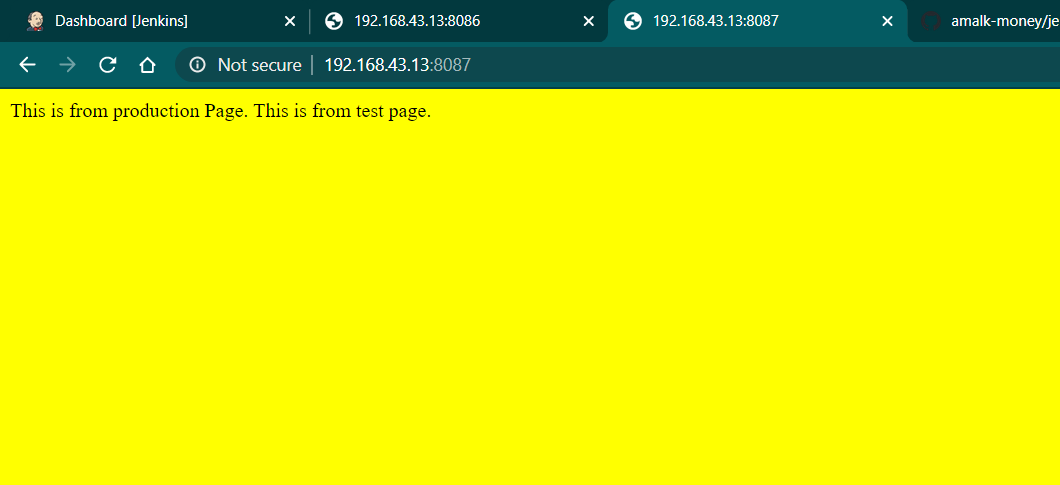 Dashboard [Jenkins]
192.168.43.13:8086
192.168.43.13:8087
amalk-money/je
Not secure
192.168.43.13:8087
This is from production Page. This is from test page.